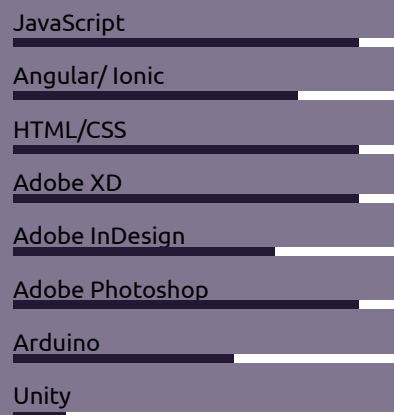 JavaScript
Angular/ Ionic
HTML/CSS
Adobe XD
Adobe InDesign
Adobe Photoshop
Arduino
Unity